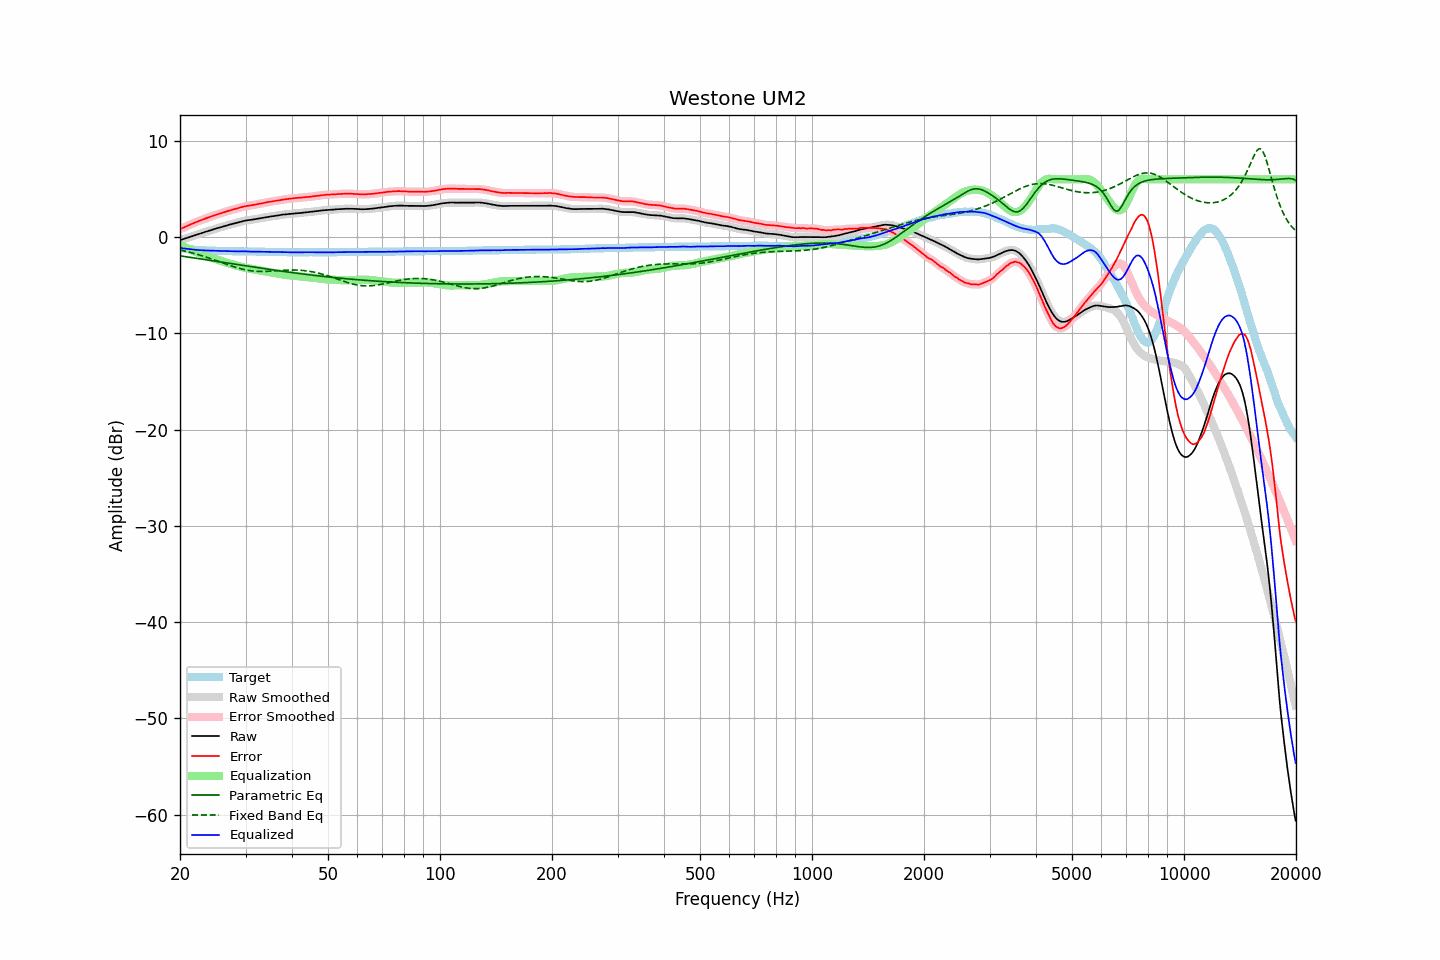 Westone UM2
10
0
−10
−20
−30
−40
−50
−60
Amplitude (dBr)
Target
Raw Smoothed
Error Smoothed
Raw
Error
Equalization
Parametric Eq
Fixed Band Eq
Equalized
20 50 100 200 500 1000 2000 5000 10000 20000
Frequency (Hz)